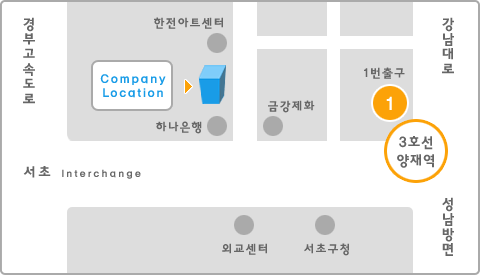 경부고속도로
한전아트센터
Company
Location
하나은행
금강제화
1번출구
1
3호선
양재역
강남대로
서초 Interchange
성남방면
외교센터
서초구청